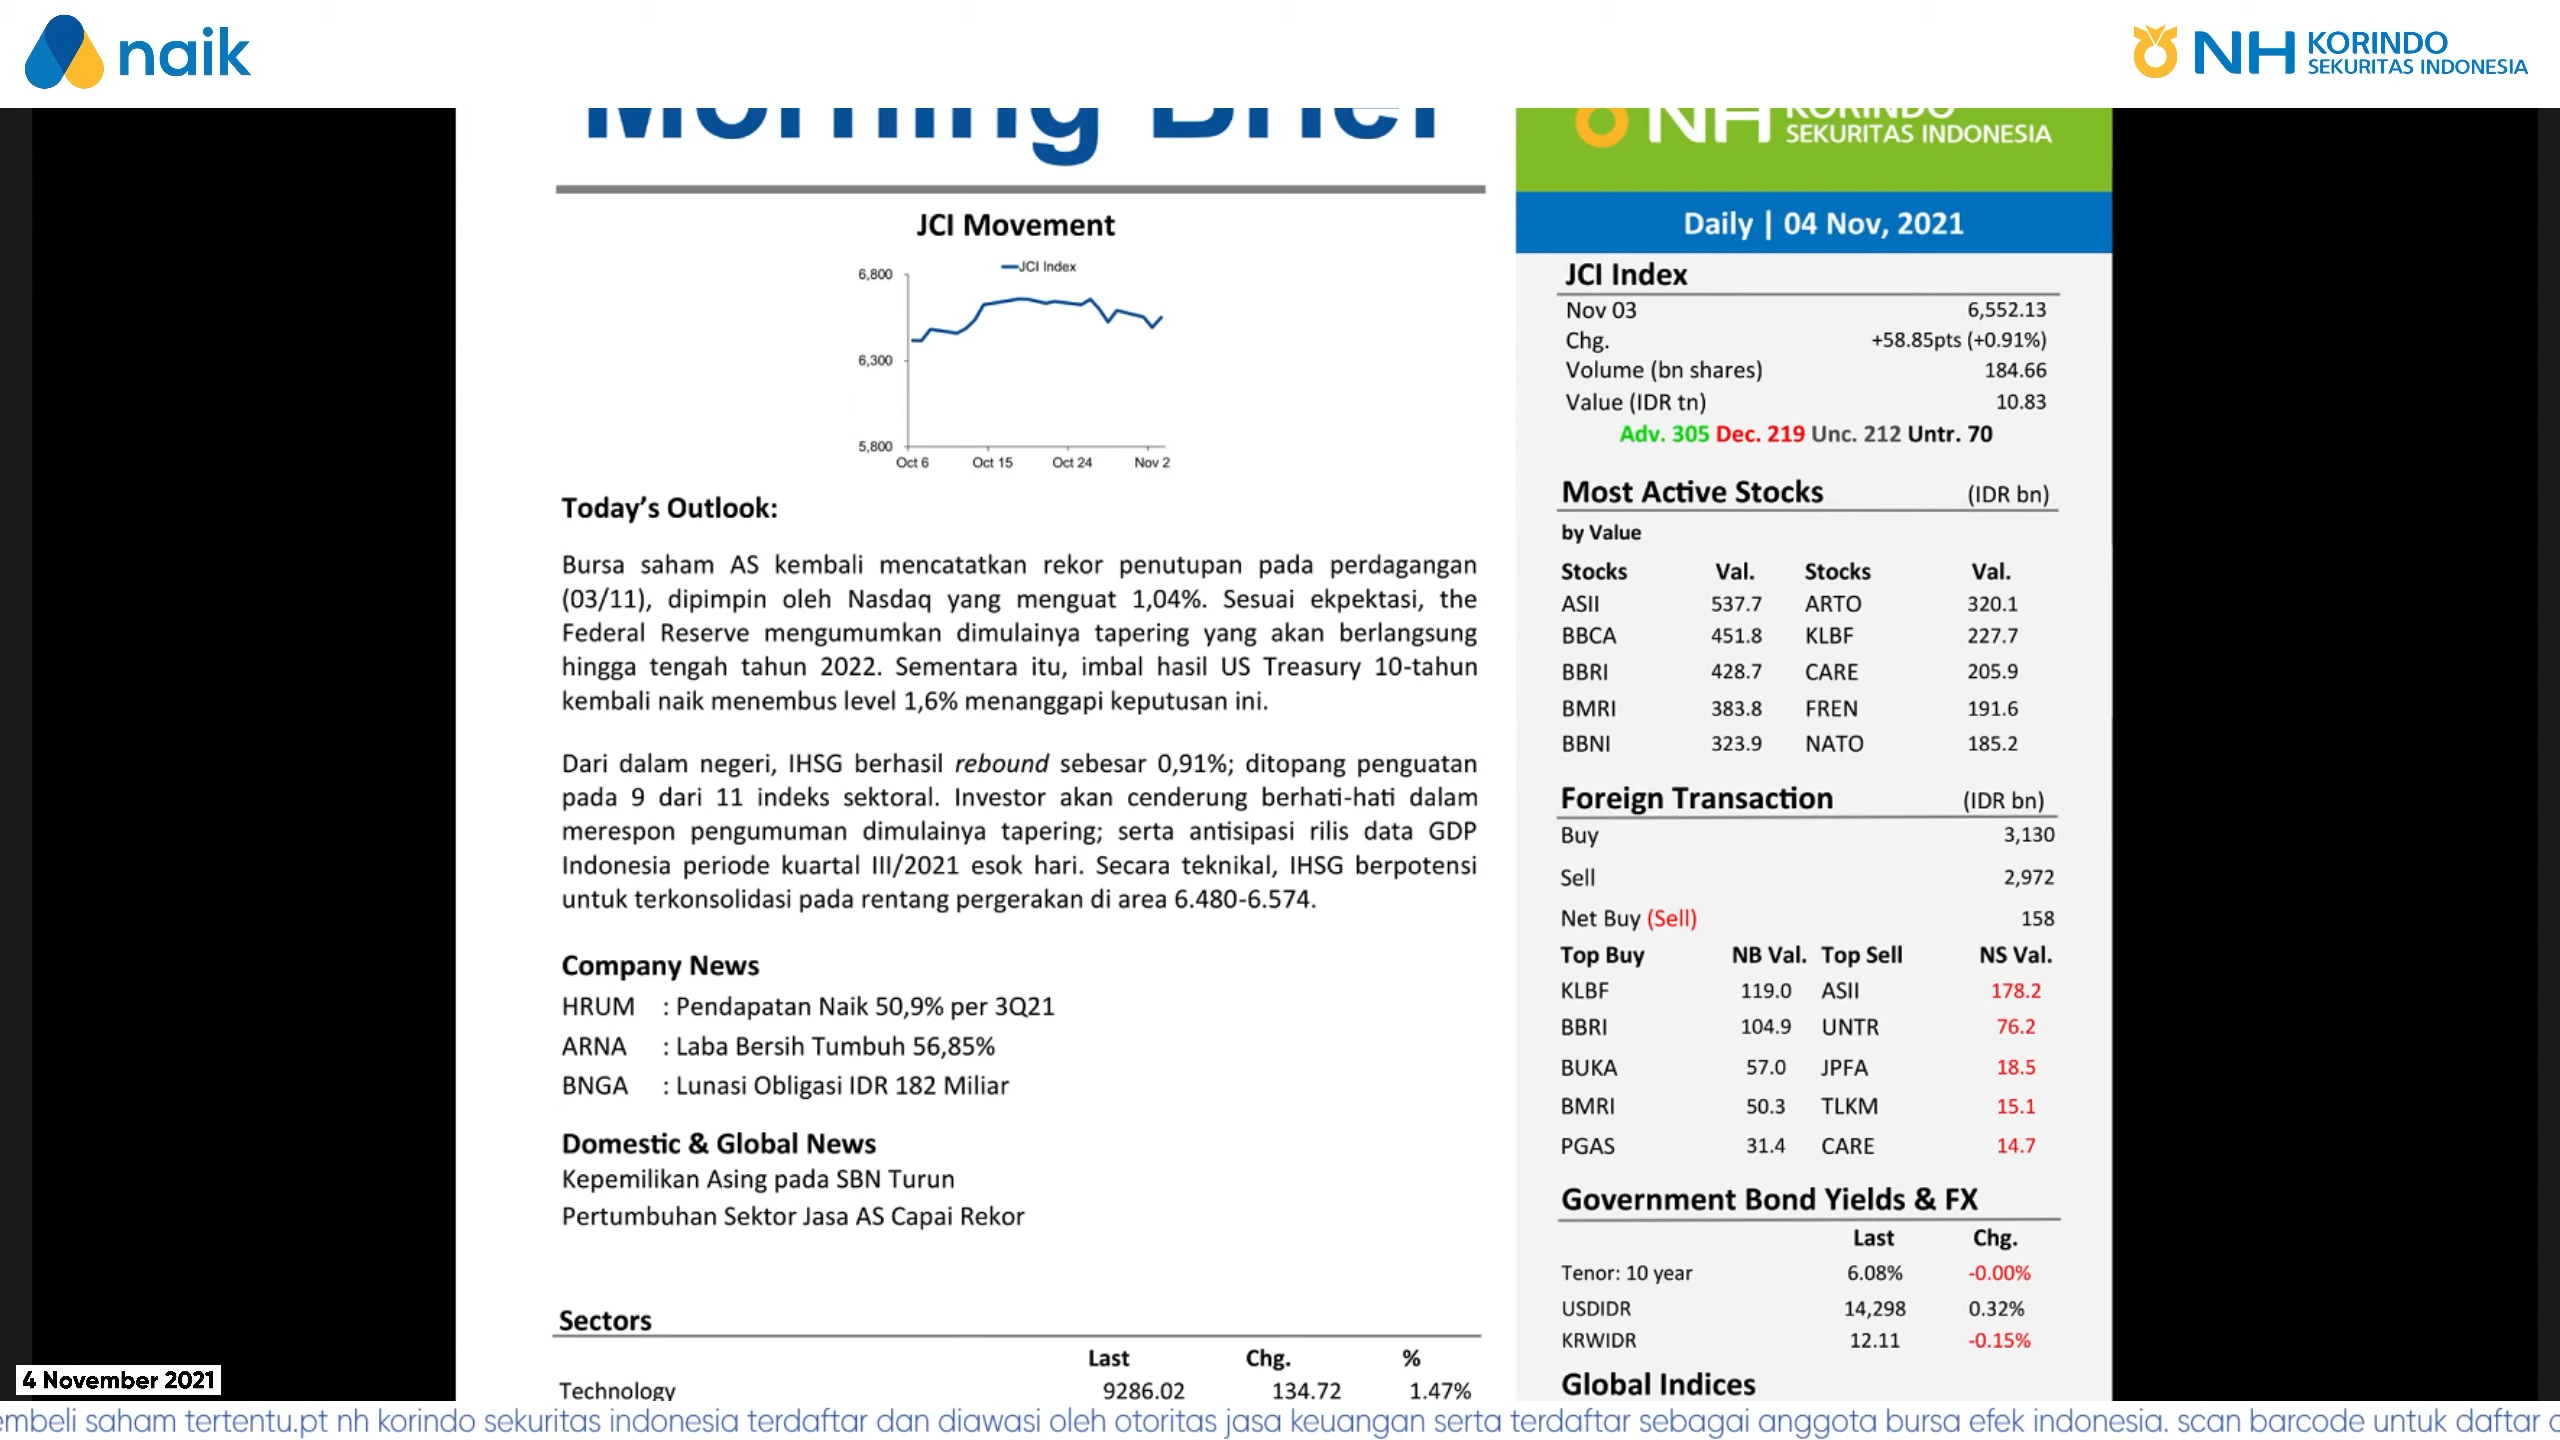 naik
NH KORINDO
SEKURITAS INDONESIA
Morning Brief
NH KORINDO
SEKURITAS INDONESIA
Daily | 04 Nov, 2021
JCI Movement
JCI Index
6,800
6,300
5,800
Oct 6 Oct 15 Oct 24 Nov 2
Today’s Outlook:
Bursa saham AS kembali mencatatkan rekor penutupan pada perdagangan
(03/11), dipimpin oleh Nasdaq yang menguat 1,04%. Sesuai ekpektasi, the
Federal Reserve mengumumkan dimulainya tapering yang akan berlangsung
hingga tengah tahun 2022. Sementara itu, imbal hasil US Treasury 10-tahun
kembali naik menembus level 1,6% menanggapi keputusan ini.
Dari dalam negeri, IHSG berhasil rebound sebesar 0,91%; ditopang penguatan
pada 9 dari 11 indeks sektoral. Investor akan cenderung berhati-hati dalam
merespon pengumuman dimulainya tapering; serta antisipasi rilis data GDP
Indonesia periode kuartal III/2021 esok hari. Secara teknikal, IHSG berpotensi
untuk terkonsolidasi pada rentang pergerakan di area 6.480-6.574.
Company News
HRUM : Pendapatan Naik 50,9% per 3Q21
ARNA : Laba Bersih Tumbuh 56,85%
BNGA : Lunasi Obligasi IDR 182 Miliar
Domestic & Global News
Kepemilikan Asing pada SBN Turun
Pertumbuhan Sektor Jasa AS Capai Rekor
Sectors
Last Chg. %
Technology 9286.02 134.72 1.47%
JCI Index
Nov 03 6,552.13
Chg. +58.85pts (+0.91%)
Volume (bn shares) 184.66
Value (IDR tn) 10.83
Adv. 305 Dec. 219 Unc. 212 Untr. 70
Most Active Stocks (IDR bn)
by Value
Stocks Val. Stocks Val.
ASII 537.7 ARTO 320.1
BBCA 451.8 KLBF 227.7
BBRI 428.7 CARE 205.9
BMRI 383.8 FREN 191.6
BBNI 323.9 NATO 185.2
Foreign Transaction (IDR bn)
Buy 3,130
Sell 2,972
Net Buy (Sell) 158
Top Buy NB Val. Top Sell NS Val.
KLBF 119.0 ASII 178.2
BBRI 104.9 UNTR 76.2
BUKA 57.0 JPFA 18.5
BMRI 50.3 TLKM 15.1
PGAS 31.4 CARE 14.7
Government Bond Yields & FX
Last Chg.
Tenor: 10 year 6.08% -0.00%
USDIDR 14,298 0.32%
KRWIDR 12.11 -0.15%
Global Indices
4 November 2021
embeli saham tertentu.pt nh korindo sekuritas indonesia terdaftar dan diawasi oleh otoritas jasa keuangan serta terdaftar sebagai anggota bursa efek indonesia. scan barcode untuk daftar